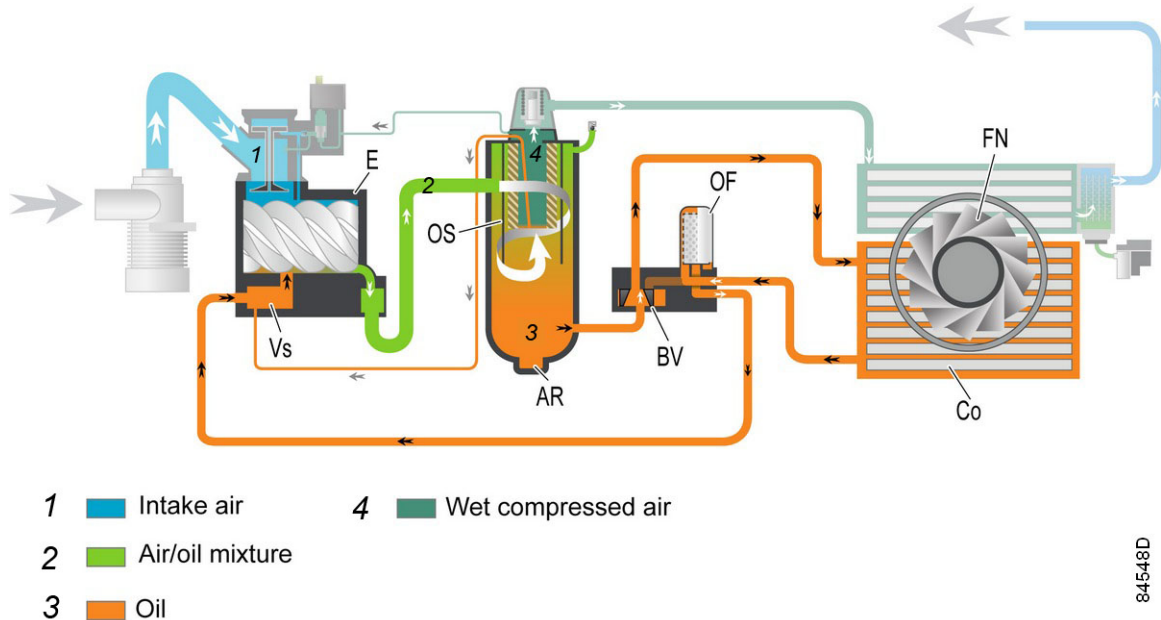 FN
1
E
4
OF
2
OS
3
Vs
BV
AR
Co
1 Intake air
4 Wet compressed air
2 Air/oil mixture
3 Oil
84548D